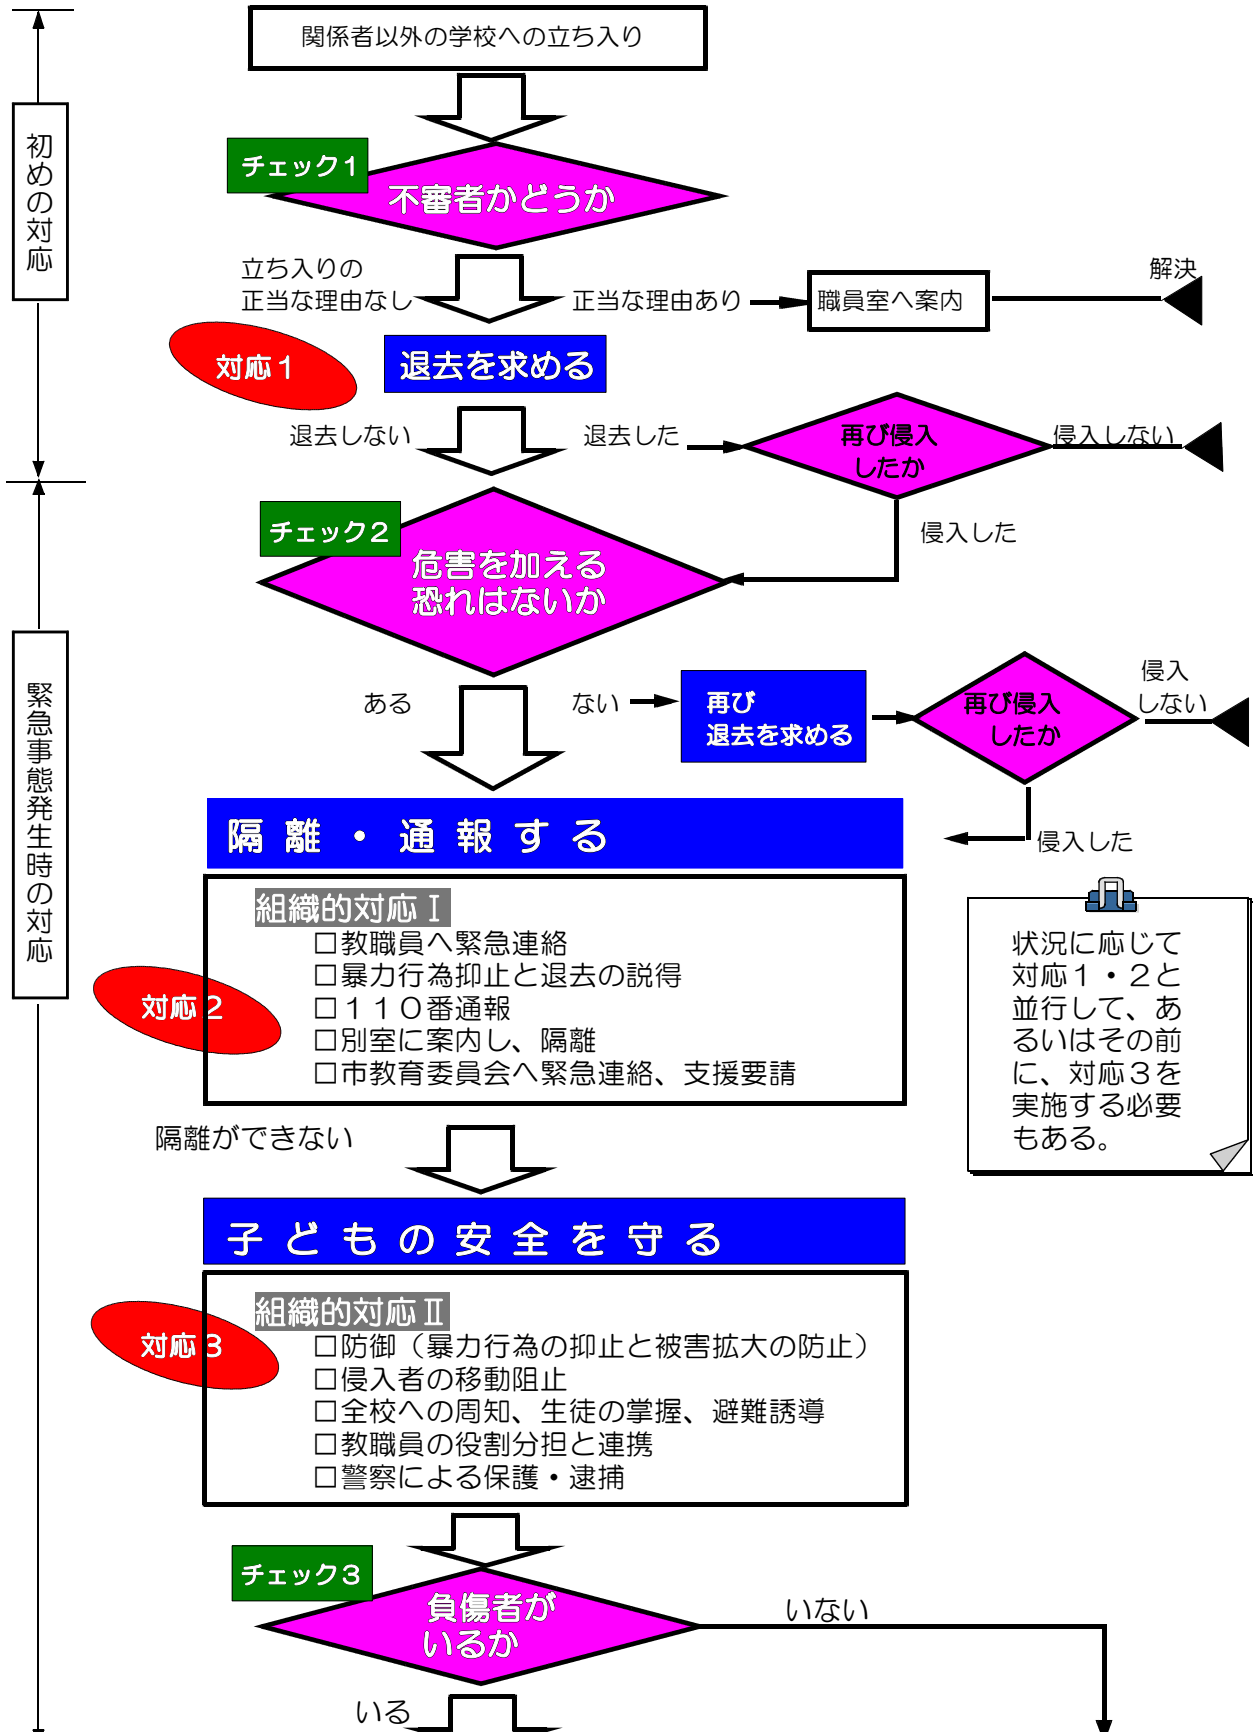 関係者以外の学校への立ち入り
初めの対応
チェック1
不審者かどうか
立ち入りの
正当な理由なし
正当な理由あり
職員室へ案内
解決
対応1
退去を求める
退去しない
退去した
再び侵入
したか
侵入しない
侵入した
チェック2
危害を加える
恐れはないか
緊急事態発生時の対応
ある
ない
再び
退去を求める
再び侵入
したか
侵入
しない
侵入した
隔離・通報する
組織的対応Ⅰ
□教職員へ緊急連絡
□暴力行為抑止と退去の説得
□110番通報
□別室に案内し、隔離
□市教育委員会へ緊急連絡、支援要請
対応2
状況に応じて
対応1・2と
並行して、あ
るいはその前
に、対応3を
実施する必要
もある。
隔離ができない
子どもの安全を守る
組織的対応Ⅱ
□防御(暴力行為の抑止と被害拡大の防止)
□侵入者の移動阻止
□全校への周知、生徒の掌握、避難誘導
□教職員の役割分担と連携
□警察による保護・逮捕
対応3
チェック3
負傷者が
いるか
いない
いる